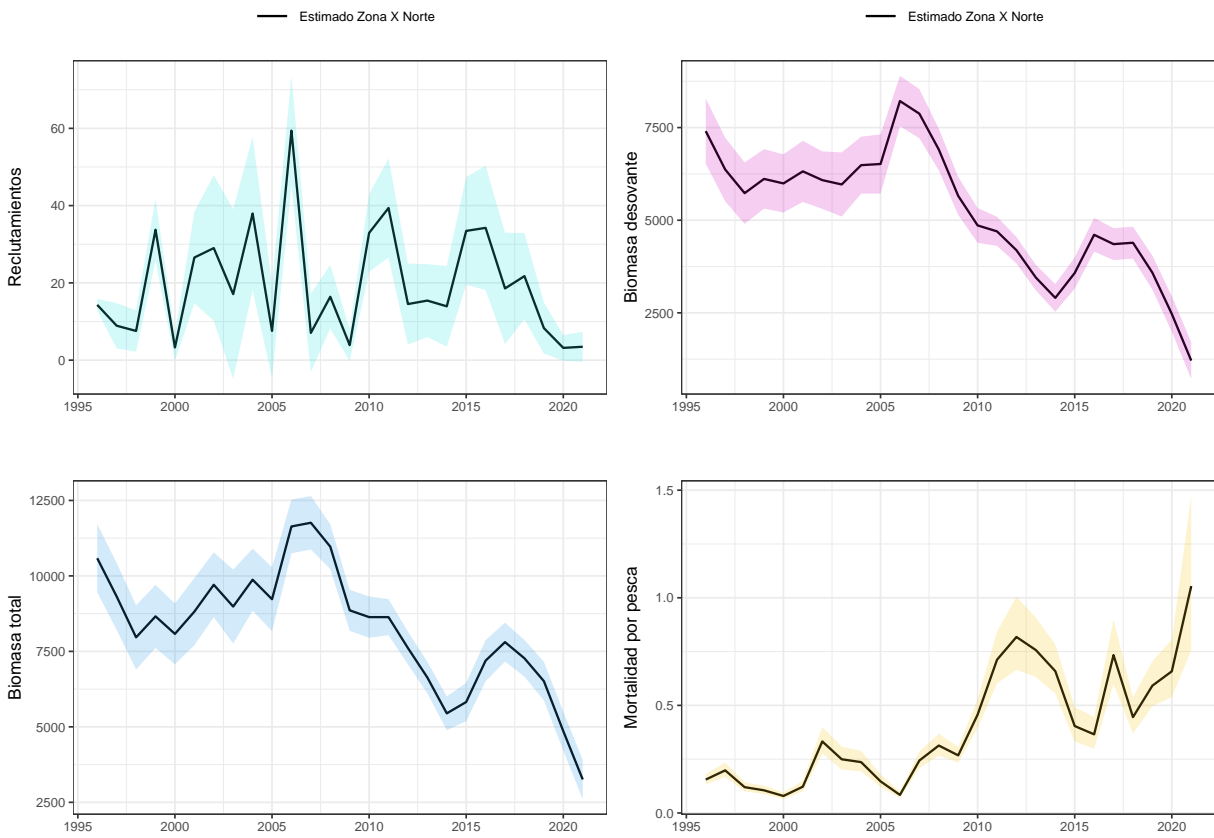 Estimado Zona X Norte
Estimado Zona X Norte
Reclutamientos
60
40
20
0
1995 2000 2005 2010 2015 2020
Biomasa desovante
7500
5000
2500
1995 2000 2005 2010 2015 2020
Biomasa total
12500
10000
7500
5000
2500
1995 2000 2005 2010 2015 2020
Mortalidad por pesca
1.5
1.0
0.5
0.0
1995 2000 2005 2010 2015 2020